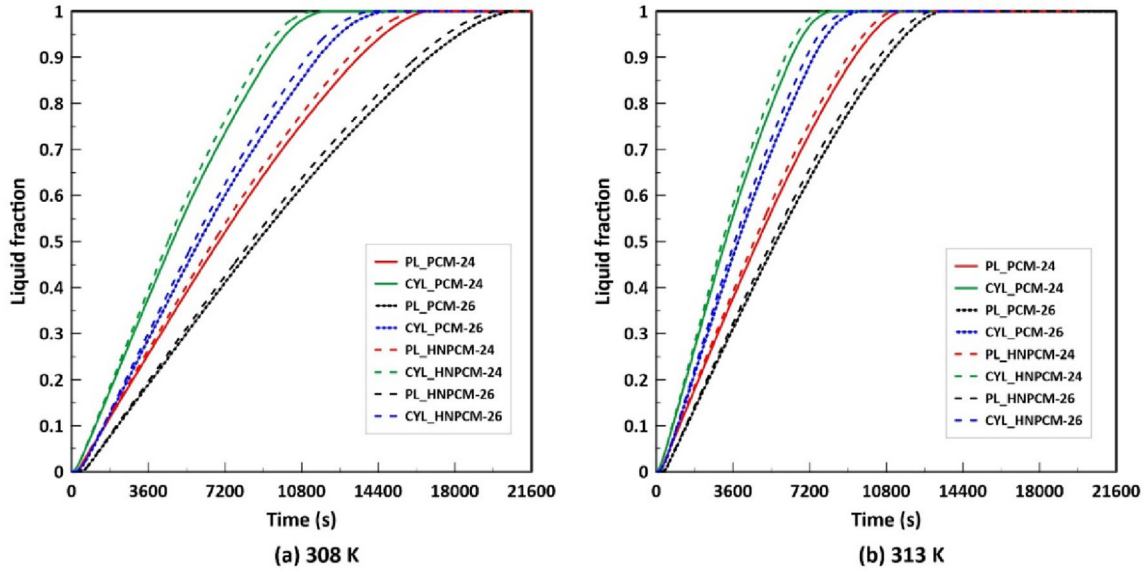 1
0.9
0.8
0.7
0.6
0.5
0.4
0.3
0.2
0.1
0
Liquid fraction
PL_PCM-24
CYL_PCM-24
PL_PCM-26
CYL_PCM-26
PL_HNPCM-24
CYL_HNPCM-24
PL_HNPCM-26
CYL_HNPCM-26
0 3600 7200 10800 14400 18000 21600
Time (s)
(a) 308 K
1
0.9
0.8
0.7
0.6
0.5
0.4
0.3
0.2
0.1
0
Liquid fraction
PL_PCM-24
CYL_PCM-24
PL_PCM-26
CYL_PCM-26
PL_HNPCM-24
CYL_HNPCM-24
PL_HNPCM-26
CYL_HNPCM-26
0 3600 7200 10800 14400 18000 21600
Time (s)
(b) 313 K